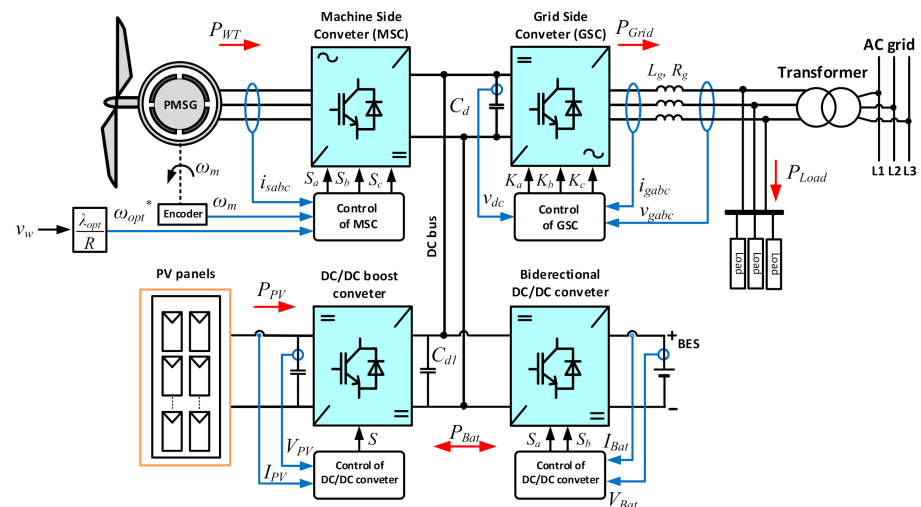 P_WT
Machine Side
Conveter (MSC)
Grid Side
Conveter (GSC)
P_Grid
AC grid
L_g, R_g
Transformer
PMSG
C_d
ω_m
i_sabc
S_a S_b S_c
v_dc
K_a K_b K_c
i_gabc
P_Load
L1 L2 L3
v_w
λ_opt
R
ω_opt*
Encoder
ω_m
Control
of MSC
Control
of GSC
v_gabc
DC bus
Load
Load
Load
PV panels
P_PV
DC/DC boost
conveter
Biderectional
DC/DC conveter
C_d1
+
BES
−
V_PV
S
P_Bat
S_a S_b
I_Bat
I_PV
Control of
DC/DC conveter
Control of
DC/DC conveter
V_Bat